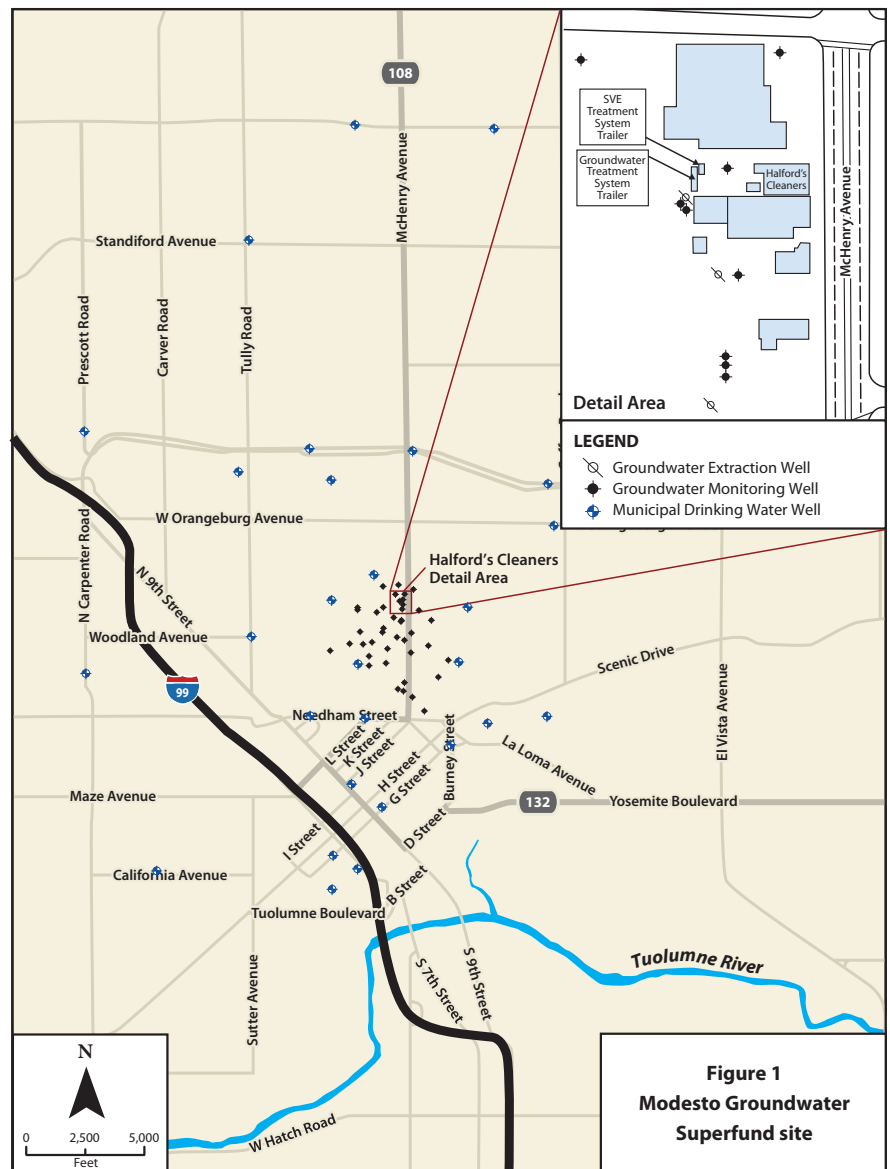 108
McHenry Avenue
Standiford Avenue
Prescott Road
Carver Road
Tully Road
W Orangeburg Avenue
N Carpenter Road
N 9th Street
Halford's Cleaners
Detail Area
Woodland Avenue
99
Scenic Drive
El Vista Avenue
Needham Street
L Street
K Street
J Street
H Street
G Street
I Street
Burney Street
La Loma Avenue
D Street
Maze Avenue
132
Yosemite Boulevard
California Avenue
B Street
Tuolumne Boulevard
Sutter Avenue
S 7th Street
S 9th Street
Tuolumne River
W Hatch Road
SVE
Treatment
System
Trailer
Groundwater
Treatment
System
Trailer
Halford's
Cleaners
McHenry Avenue
Detail Area
LEGEND
Groundwater Extraction Well
Groundwater Monitoring Well
Municipal Drinking Water Well
N
0 2,500 5,000
Feet
Figure 1
Modesto Groundwater
Superfund site